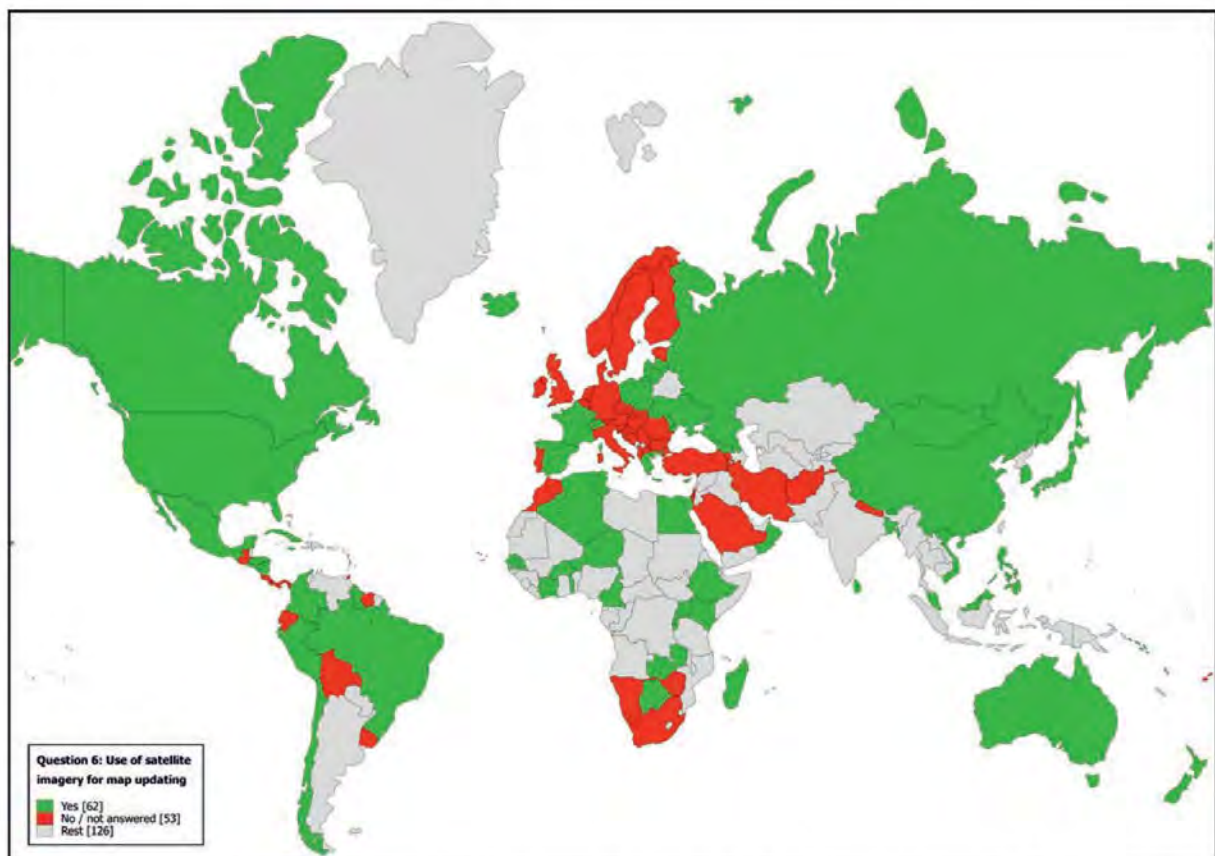 Question 6: Use of satellite
imagery for map updating
Yes [62]
No / not answered [53]
Rest [126]